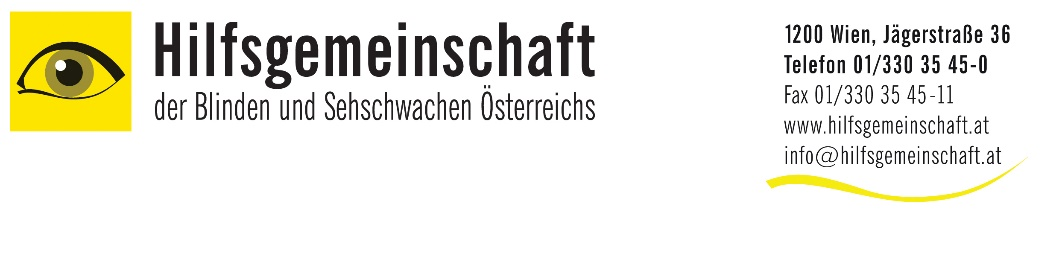 Hilfsgemeinschaft
der Blinden und Sehschwachen Österreichs
1200 Wien, Jägerstraße 36
Telefon 01/330 35 45-0
Fax 01/330 35 45-11
www.hilfsgemeinschaft.at
info@hilfsgemeinschaft.at